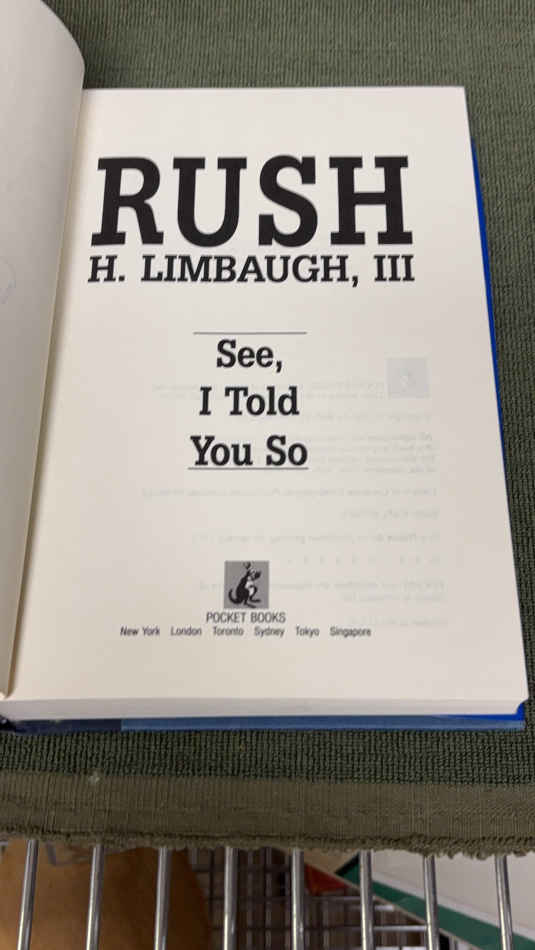 RUSH
H. LIMBAUGH, III
See,
I Told
You So
POCKET BOOKS
New York London Toronto Sydney Tokyo Singapore